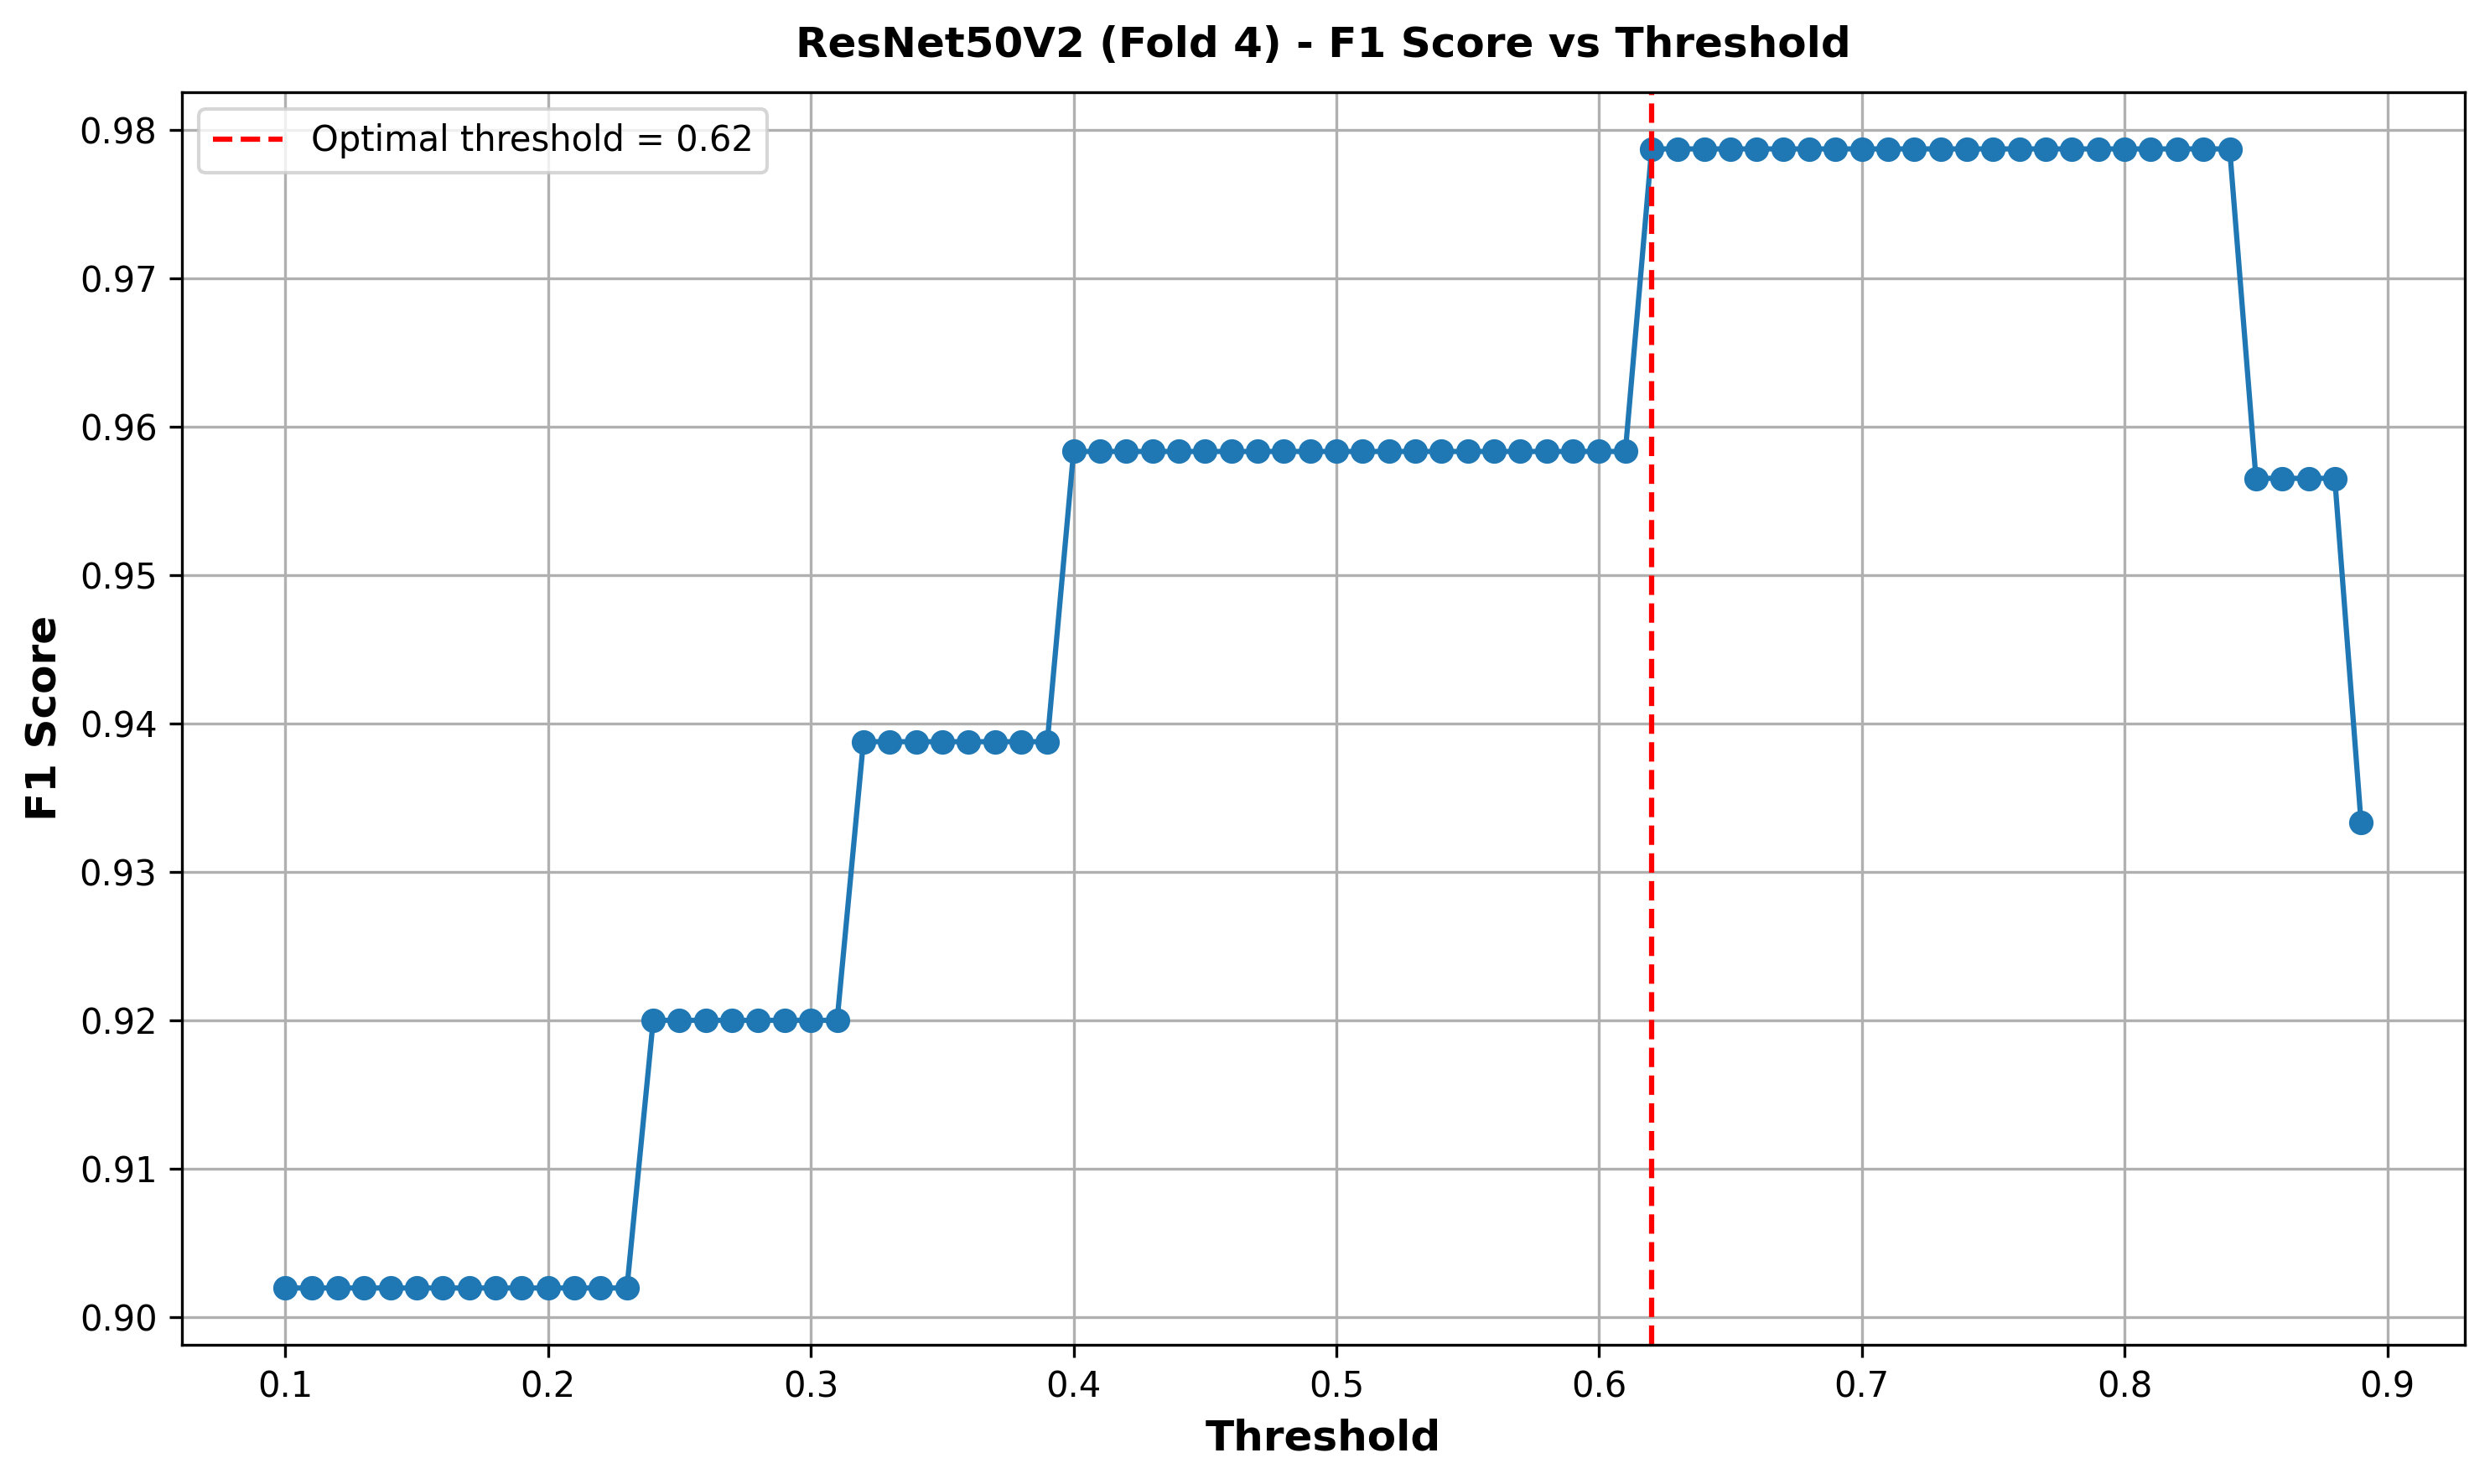 ResNet50V2 (Fold 4) - F1 Score vs Threshold
Optimal threshold = 0.62
F1 Score
0.98
0.97
0.96
0.95
0.94
0.93
0.92
0.91
0.90
0.1 0.2 0.3 0.4 0.5 0.6 0.7 0.8 0.9
Threshold